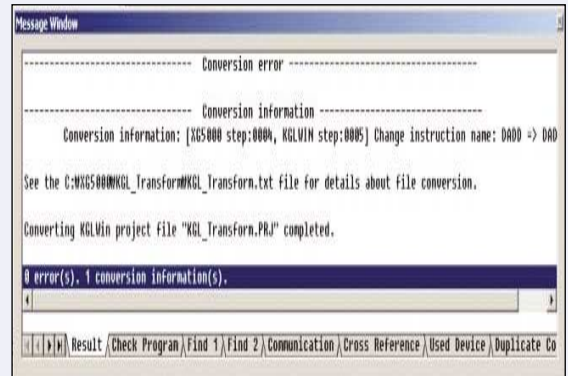 Message Window
-------------------------------- Conversion error ------------------------------------
-------------------------------- Conversion information -------------------------------
Conversion information: [XG5000 step:0004, KGLWIN step:0005] Change instruction name: DADD => DAD
See the C:₩XG5000₩KGL_Transform₩KGL_Transform.txt file for details about file conversion.
Converting KGLWin project file "KGL_Transform.PRJ" completed.
0 error(s). 1 conversion information(s).
Result Check Program Find 1 Find 2 Communication Cross Reference Used Device Duplicate Co